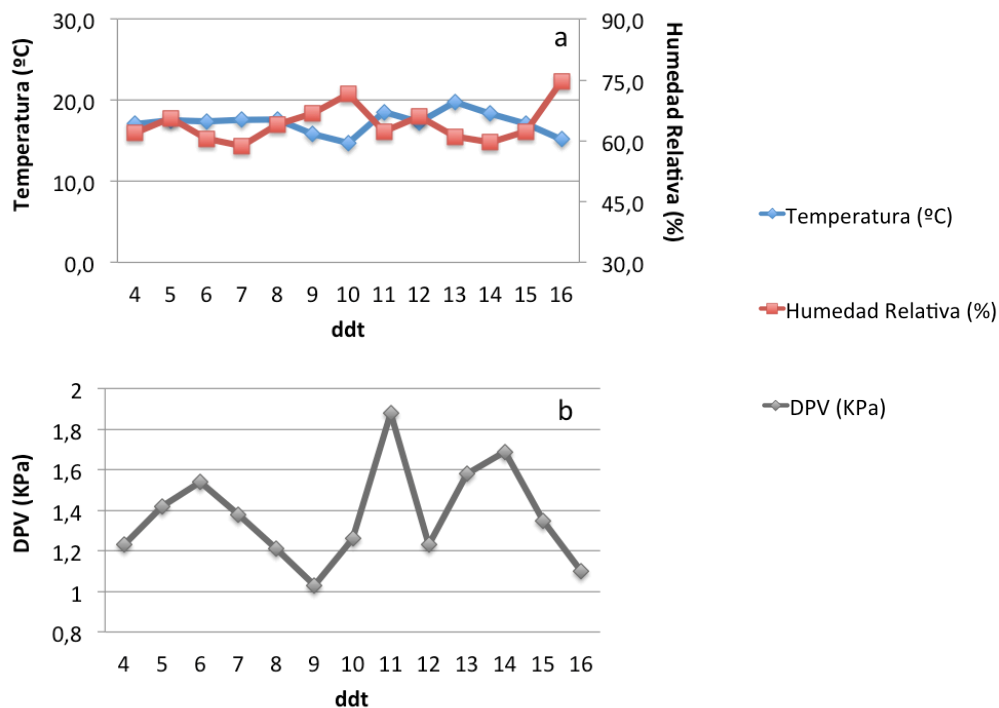 a
30,0
20,0
10,0
0,0
Temperatura (ºC)
90,0
75,0
60,0
45,0
30,0
Humedad Relativa (%)
4 5 6 7 8 9 10 11 12 13 14 15 16
ddt
Temperatura (ºC)
Humedad Relativa (%)
DPV (KPa)
b
2
1,8
1,6
1,4
1,2
1
0,8
DPV (KPa)
4 5 6 7 8 9 10 11 12 13 14 15 16
ddt